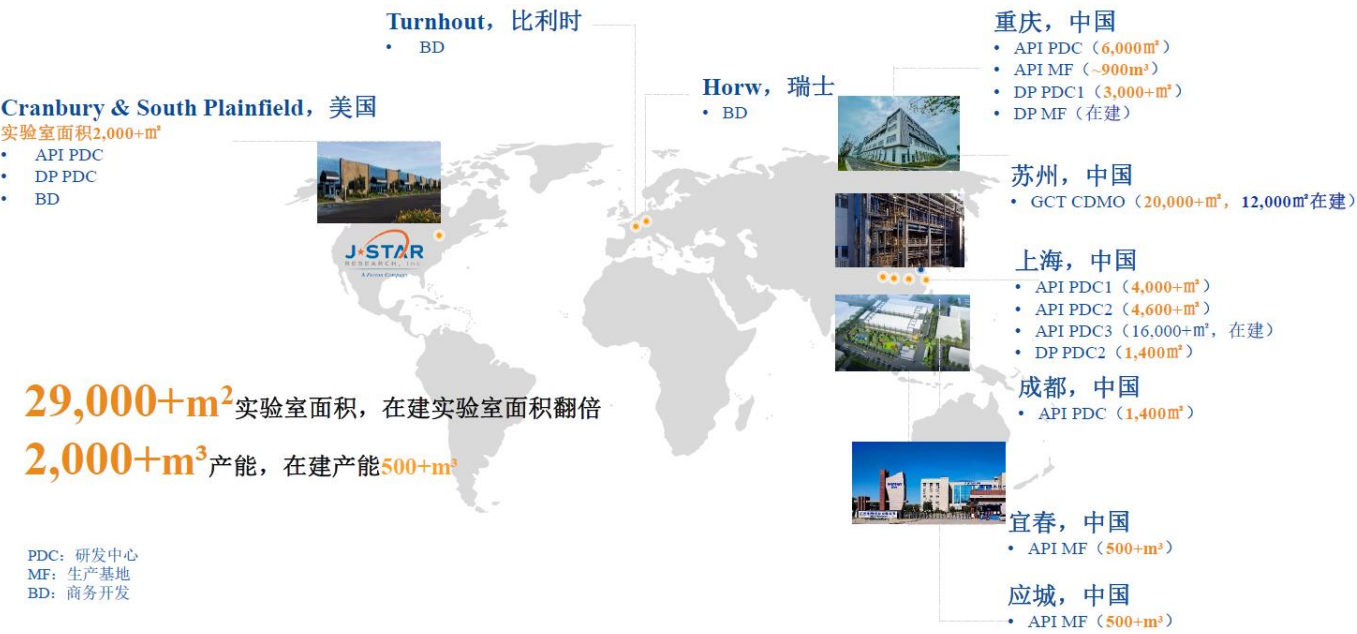 Turnhout，比利时
• BD
Cranbury & South Plainfield，美国
实验室面积2,000+㎡
• API PDC
• DP PDC
• BD
J★STAR
RESEARCH, INC.
A Porton Company
Horw，瑞士
• BD
重庆，中国
• API PDC（6,000㎡）
• API MF（~900m³）
• DP PDC1（3,000+㎡）
• DP MF（在建）
苏州，中国
• GCT CDMO（20,000+㎡，12,000㎡在建）
上海，中国
• API PDC1（4,000+㎡）
• API PDC2（4,600+㎡）
• API PDC3（16,000+㎡，在建）
• DP PDC2（1,400㎡）
成都，中国
• API PDC（1,400㎡）
宜春，中国
• API MF（500+m³）
应城，中国
• API MF（500+m³）
29,000+m²实验室面积，在建实验室面积翻倍
2,000+m³产能，在建产能500+m³
PDC：研发中心
MF：生产基地
BD：商务开发